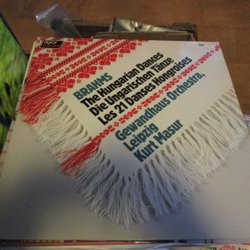 BRAHMS
The Hungarian Dances
Die Ungarischen Tänze
Les 21 Danses Hongroises
Gewandhaus Orchestra,
Leipzig
Kurt Masur